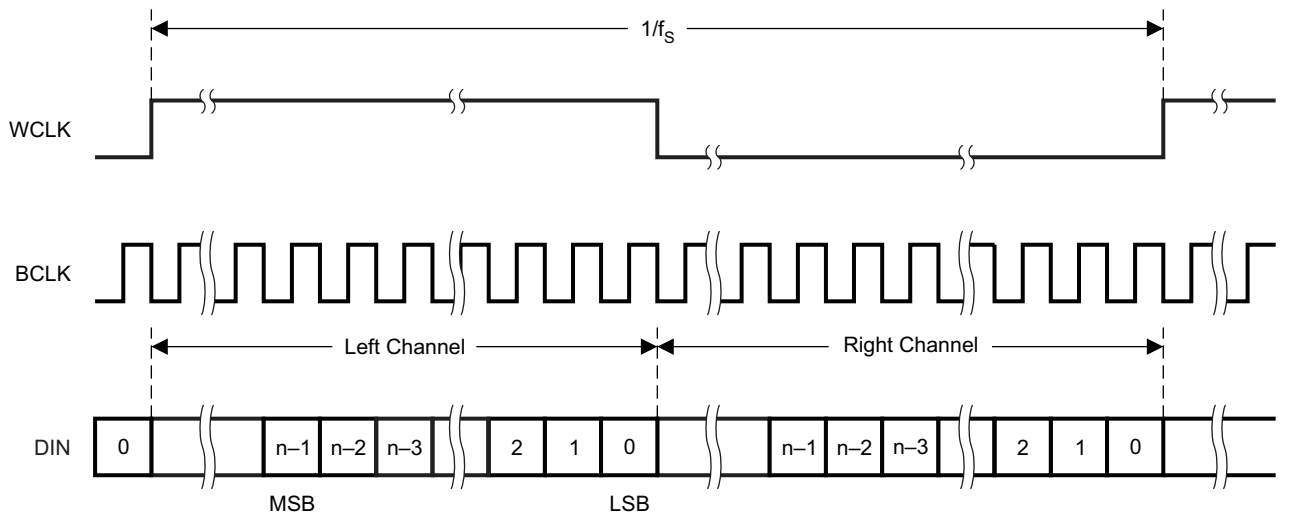 1/fS
WCLK
BCLK
Left Channel
Right Channel
DIN
0
n–1
n–2
n–3
2
1
0
n–1
n–2
n–3
2
1
0
MSB
LSB